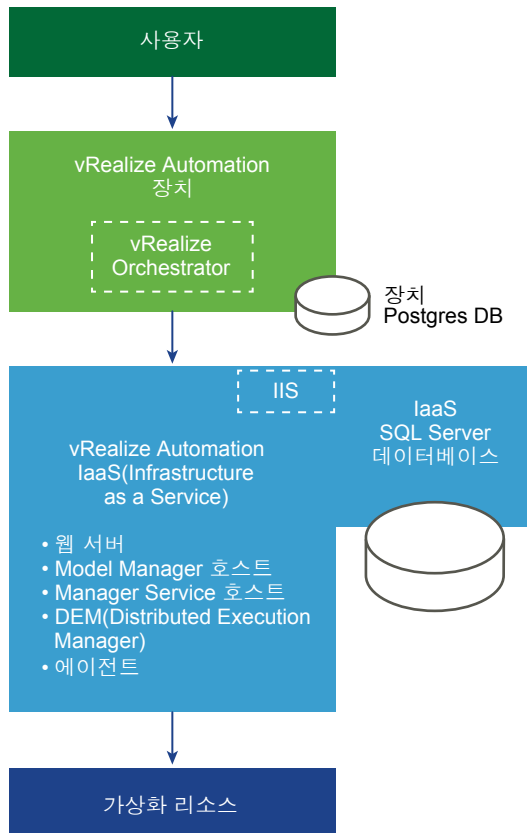 사용자
vRealize Automation
장치
vRealize
Orchestrator
장치
Postgres DB
IIS
IaaS
SQL Server
데이터베이스
vRealize Automation
IaaS(Infrastructure
as a Service)
• 웹 서버
• Model Manager 호스트
• Manager Service 호스트
• DEM(Distributed Execution
Manager)
• 에이전트
가상화 리소스